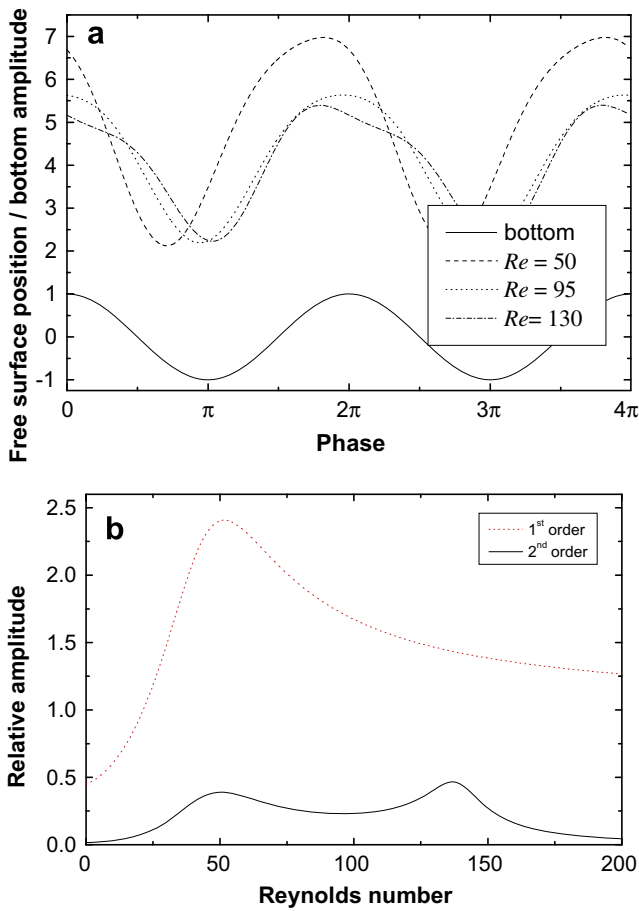 a
Free surface position / bottom amplitude
7
6
5
4
3
2
1
0
-1
bottom
Re = 50
Re = 95
Re= 130
0 π 2π 3π 4π
Phase
b
Relative amplitude
2.5
2.0
1.5
1.0
0.5
0.0
1st order
2nd order
0 50 100 150 200
Reynolds number